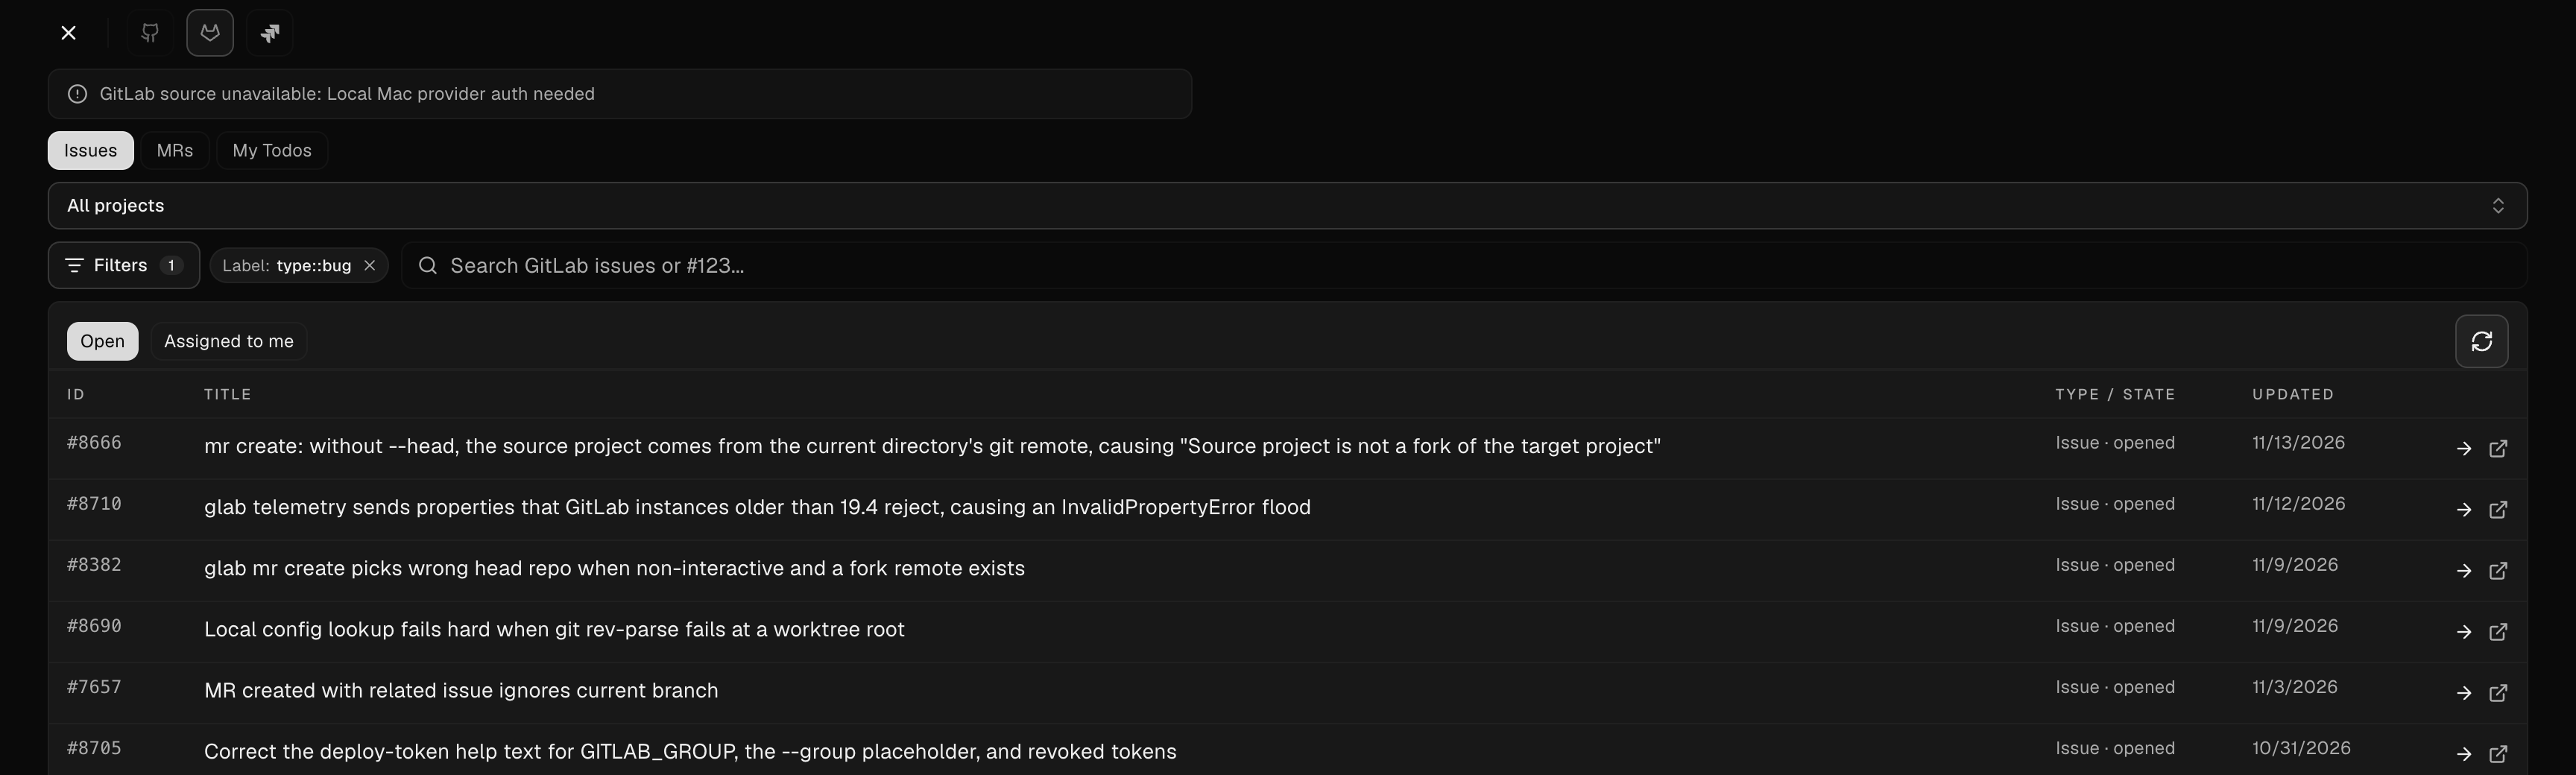 GitLab source unavailable: Local Mac provider auth needed
Issues MRs My Todos
All projects
Filters 1 Label: type::bug Search GitLab issues or #123...
Open Assigned to me
ID TITLE TYPE / STATE UPDATED
#8666 mr create: without --head, the source project comes from the current directory's git remote, causing "Source project is not a fork of the target project" Issue · opened 11/13/2026
#8710 glab telemetry sends properties that GitLab instances older than 19.4 reject, causing an InvalidPropertyError flood Issue · opened 11/12/2026
#8382 glab mr create picks wrong head repo when non-interactive and a fork remote exists Issue · opened 11/9/2026
#8690 Local config lookup fails hard when git rev-parse fails at a worktree root Issue · opened 11/9/2026
#7657 MR created with related issue ignores current branch Issue · opened 11/3/2026
#8705 Correct the deploy-token help text for GITLAB_GROUP, the --group placeholder, and revoked tokens Issue · opened 10/31/2026